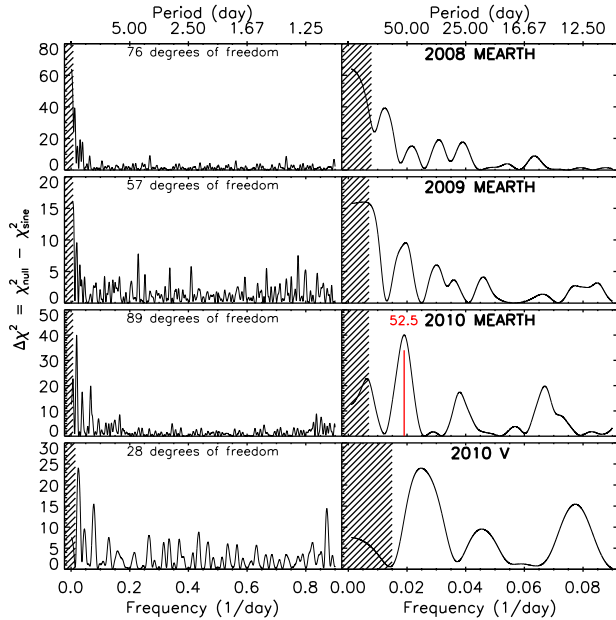 Period (day) Period (day)
5.00 2.50 1.67 1.25 50.00 25.00 16.67 12.50
76 degrees of freedom 2008 MEARTH
80
60
40
20
0
57 degrees of freedom 2009 MEARTH
20
15
10
5
0
89 degrees of freedom 52.5 2010 MEARTH
50
40
30
20
10
0
28 degrees of freedom 2010 V
30
25
20
15
10
5
0
Δχ² = χ²null − χ²sine
0.0 0.2 0.4 0.6 0.8 0.00 0.02 0.04 0.06 0.08
Frequency (1/day) Frequency (1/day)